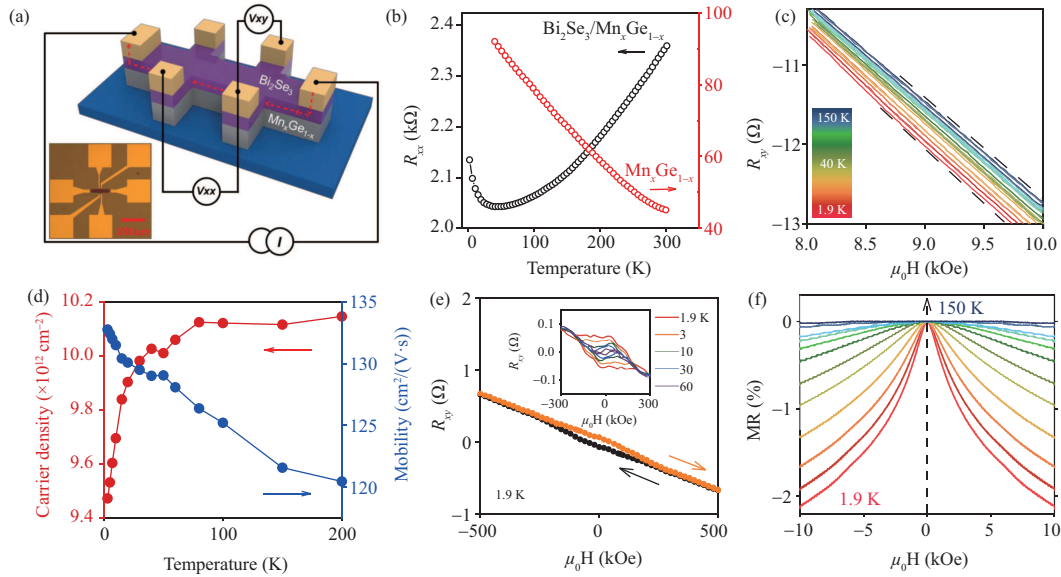 (a)
Vxy
Bi₂Se₃
MnₓGe₁₋ₓ
Vxx
I
(b)
2.4
2.3
2.2
2.1
2.0
Rxx (kΩ)
Bi₂Se₃/MnₓGe₁₋ₓ
MnₓGe₁₋ₓ
100
80
60
40
0 100 200 300
Temperature (K)
(c)
−11
−12
−13
Rxy (Ω)
150 K
40 K
1.9 K
8.0 8.5 9.0 9.5 10.0
μ₀H (kOe)
(d)
10.2
10.0
9.8
9.6
9.4
Carrier density (×10¹² cm⁻²)
135
130
125
120
Mobility (cm²/(V·s))
0 100 200
Temperature (K)
(e)
2
1
0
−1
Rxy (Ω)
0.1
0.0
−0.1
Rxy (Ω)
−300 0 300
μ₀H (kOe)
1.9 K
3
10
30
60
1.9 K
−500 0 500
μ₀H (kOe)
(f)
150 K
0
−1
−2
MR (%)
1.9 K
−10 −5 0 5 10
μ₀H (kOe)